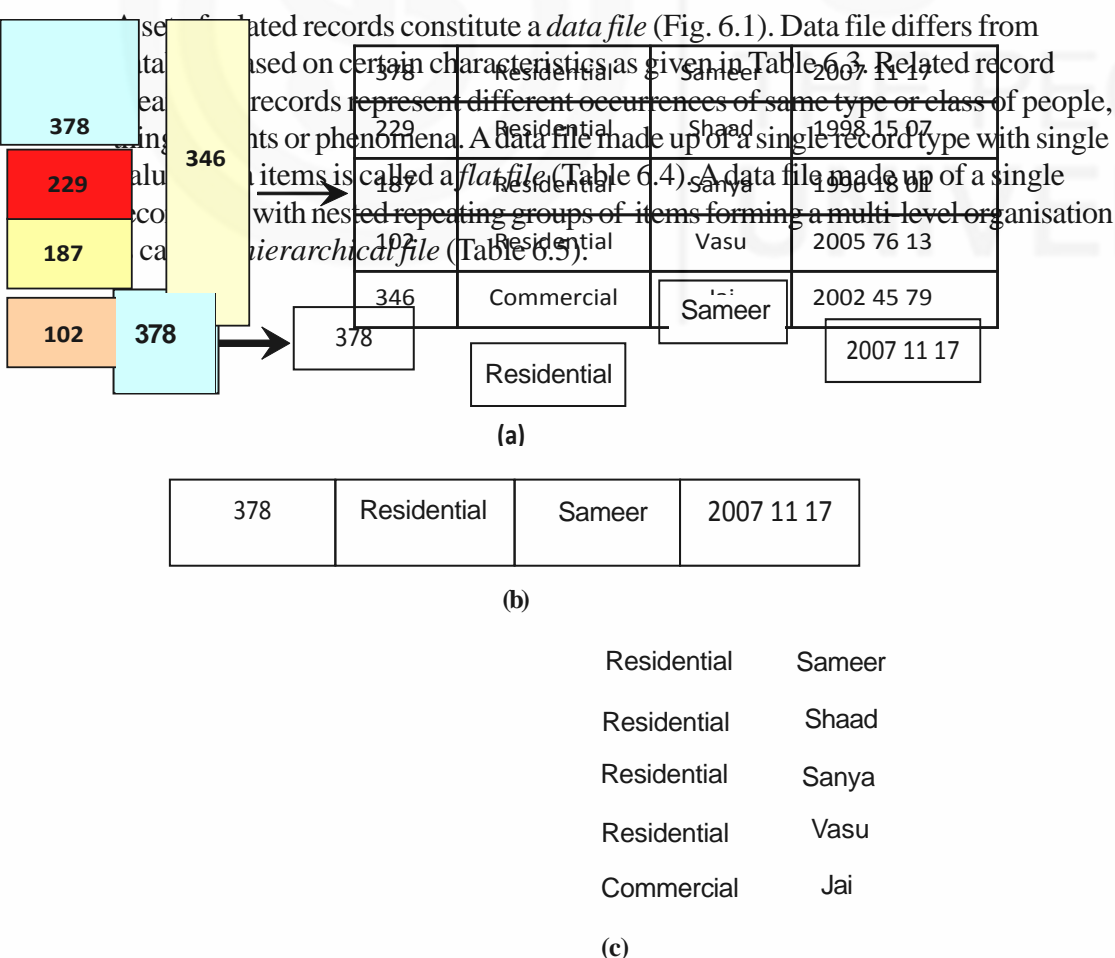 set of related records constitute a data file (Fig. 6.1). Data file differs from
based on certain characteristics as given in Table 6.3. Related record
records represent different occurrences of same type or class of people,
or phenomena. A data file made up of a single record type with single
items is called a flat file (Table 6.4). A data file made up of a single
with nested repeating groups of items forming a multi-level organisation
hierarchical file (Table 6.5).
378
229
187
102
346
378
378 Residential Sameer 2007 11 17
229 Residential Shaad 1998 15 07
187 Residential Sanya 1996 18 01
102 Residential Vasu 2005 76 13
346 Commercial 2002 45 79
378
Residential
Sameer
2007 11 17
(a)
378 Residential Sameer 2007 11 17
(b)
Residential Sameer
Residential Shaad
Residential Sanya
Residential Vasu
Commercial Jai
(c)